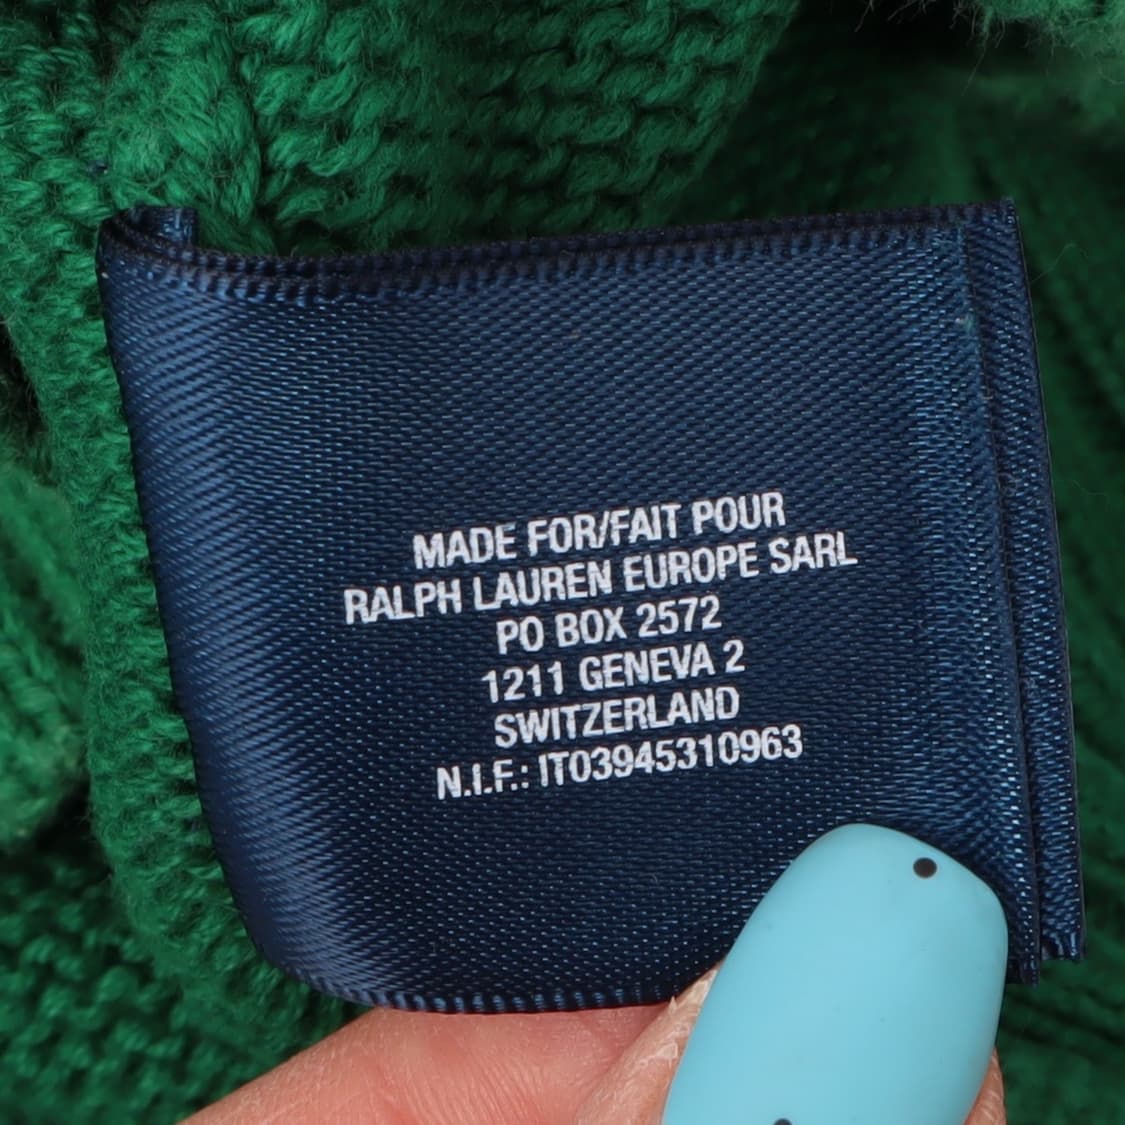 MADE FOR/FAIT POUR
RALPH LAUREN EUROPE SARL
PO BOX 2572
1211 GENEVA 2
SWITZERLAND
N.I.F.: IT03945310963